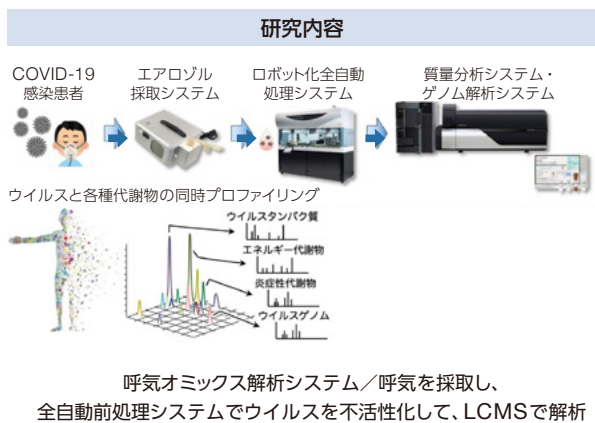 研究内容
COVID-19
感染患者
エアロゾル
採取システム
ロボット化全自動
処理システム
質量分析システム・
ゲノム解析システム
ウイルスと各種代謝物の同時プロファイリング
ウイルスタンパク質
エネルギー代謝物
炎症性代謝物
ウイルスゲノム
呼気オミックス解析システム／呼気を採取し、
全自動前処理システムでウイルスを不活性化して、LCMSで解析